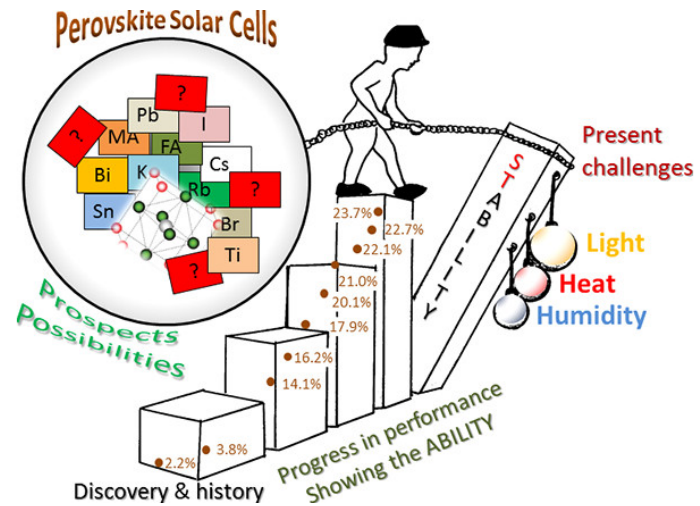 Perovskite Solar Cells
?
Pb
I
?
MA
FA
Cs
Bi
K
Rb
?
Sn
Br
Ti
?
Prospects
Possibilities
STABILITY
Present
challenges
Light
Heat
Humidity
23.7%
22.7%
22.1%
21.0%
20.1%
17.9%
16.2%
14.1%
3.8%
2.2%
Discovery & history
Progress in performance
Showing the ABILITY